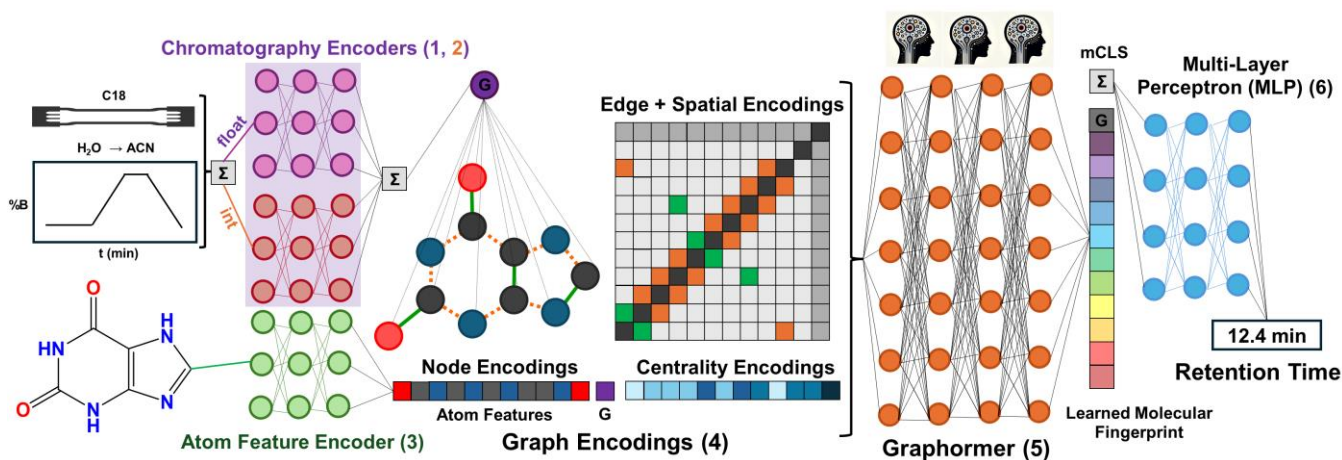 Chromatography Encoders (1, 2)
C18
H₂O → ACN
%B
t (min)
float
int
Σ
Σ
G
O
HN
O
N
H
H
N
N
Atom Feature Encoder (3)
Node Encodings
Atom Features
G
Edge + Spatial Encodings
Centrality Encodings
Graph Encodings (4)
Graphormer (5)
mCLS
Σ
G
Learned Molecular
Fingerprint
Multi-Layer
Perceptron (MLP) (6)
12.4 min
Retention Time